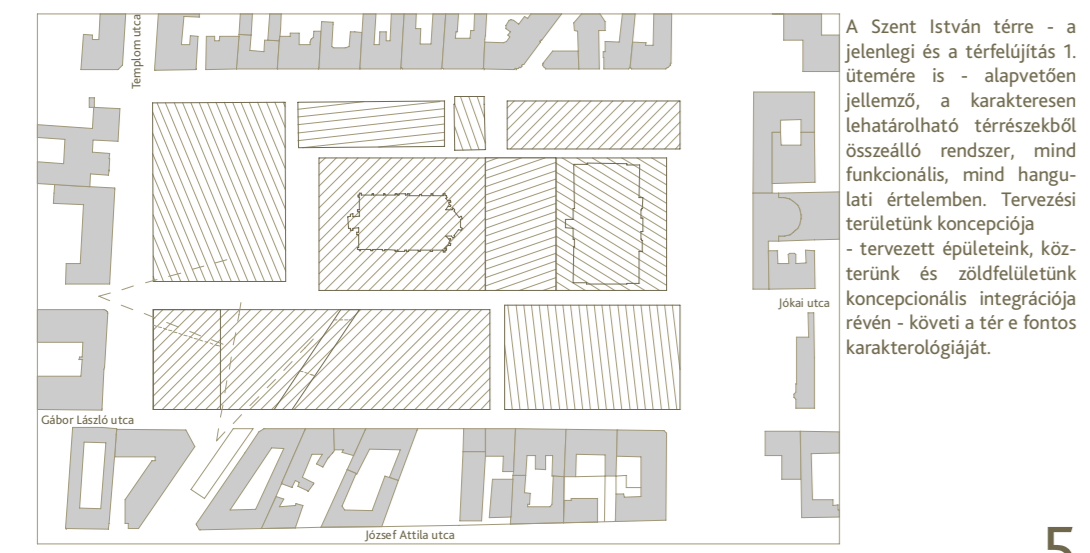 Templom utca
A Szent István térre - a
jelenlegi és a térfelújítás 1.
ütemére is - alapvetően
jellemző, a karakteresen
lehatárolható térrészekből
összeálló rendszer, mind
funkcionális, mind hangu-
lati értelemben. Tervezési
területünk koncepciója
- tervezett épületeink, köz-
terünk és zöldfelületünk
koncepcionális integrációja
révén - követi a tér e fontos
karakterológiáját.
Jókai utca
Gábor László utca
József Attila utca
5